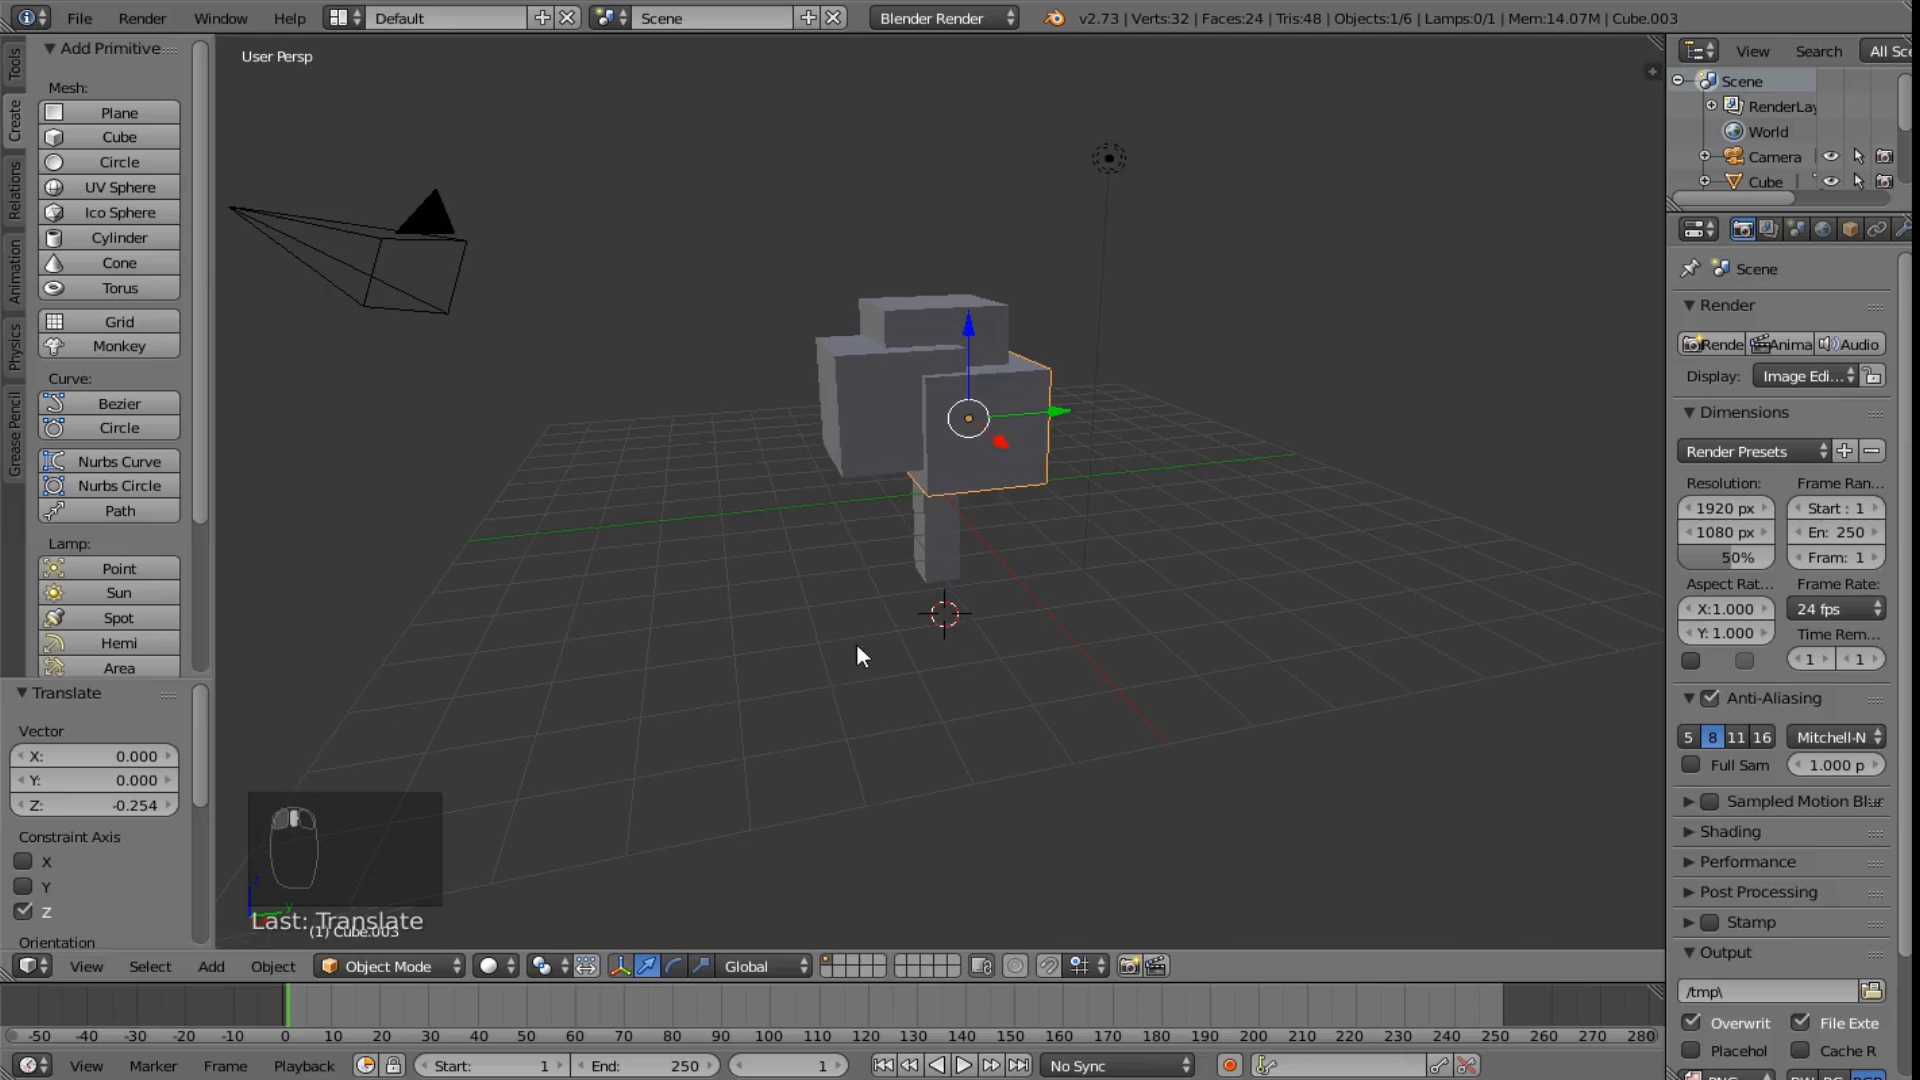 File Render Window Help Default Scene Blender Render v2.73 | Verts:32 | Faces:24 | Tris:48 | Objects:1/6 | Lamps:0/1 | Mem:14.07M | Cube.003
Tools
Create
Relations
Animation
Physics
Grease Pencil
Add Primitive
Mesh:
Plane
Cube
Circle
UV Sphere
Ico Sphere
Cylinder
Cone
Torus
Grid
Monkey
Curve:
Bezier
Circle
Nurbs Curve
Nurbs Circle
Path
Lamp:
Point
Sun
Spot
Hemi
Area
Translate
Vector
X: 0.000
Y: 0.000
Z: -0.254
Constraint Axis
X
Y
Z
Orientation
User Persp
Last: Translate
(1) Cube.003
View Search All Sce
Scene
RenderLay
World
Camera
Cube
Scene
Render
Rende Anima Audio
Display: Image Edi...
Dimensions
Render Presets
Resolution: Frame Ran...
1920 px Start : 1
1080 px En: 250
50% Fram: 1
Aspect Rat... Frame Rate:
X:1.000 24 fps
Y: 1.000 Time Rem...
1 1
Anti-Aliasing
5 8 11 16 Mitchell-N
Full Sam 1.000 p
Sampled Motion Bl
Shading
Performance
Post Processing
Stamp
Output
/tmp\
Overwrit File Exte
Placehol Cache R
View Select Add Object Object Mode Global
-50 -40 -30 -20 -10 0 10 20 30 40 50 60 70 80 90 100 110 120 130 140 150 160 170 180 190 200 210 220 230 240 250 260 270 280
View Marker Frame Playback Start: 1 End: 250 1 No Sync